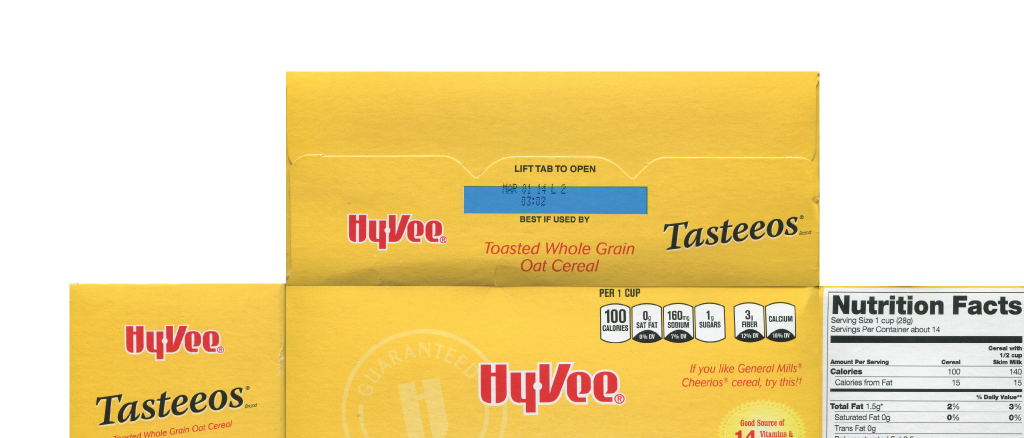 LIFT TAB TO OPEN
MAR 01 14 L 2
03:02
BEST IF USED BY
HyVee®
Toasted Whole Grain
Oat Cereal
Tasteeos® Brand
HyVee®
Tasteeos® Brand
Toasted Whole Grain Oat Cereal
PER 1 CUP
100 CALORIES
0g SAT FAT 0% DV
160mg SODIUM 7% DV
1g SUGARS
3g FIBER 12% DV
CALCIUM 10% DV
GUARANTEED
H
HyVee®
If you like General Mills®
Cheerios® cereal, try this!†
Good Source of
14 Vitamins &
Nutrition Facts
Serving Size 1 cup (28g)
Servings Per Container about 14
Cereal with
1/2 cup
Amount Per Serving Cereal Skim Milk
Calories 100 140
Calories from Fat 15 15
% Daily Value**
Total Fat 1.5g* 2% 3%
Saturated Fat 0g 0% 0%
Trans Fat 0g